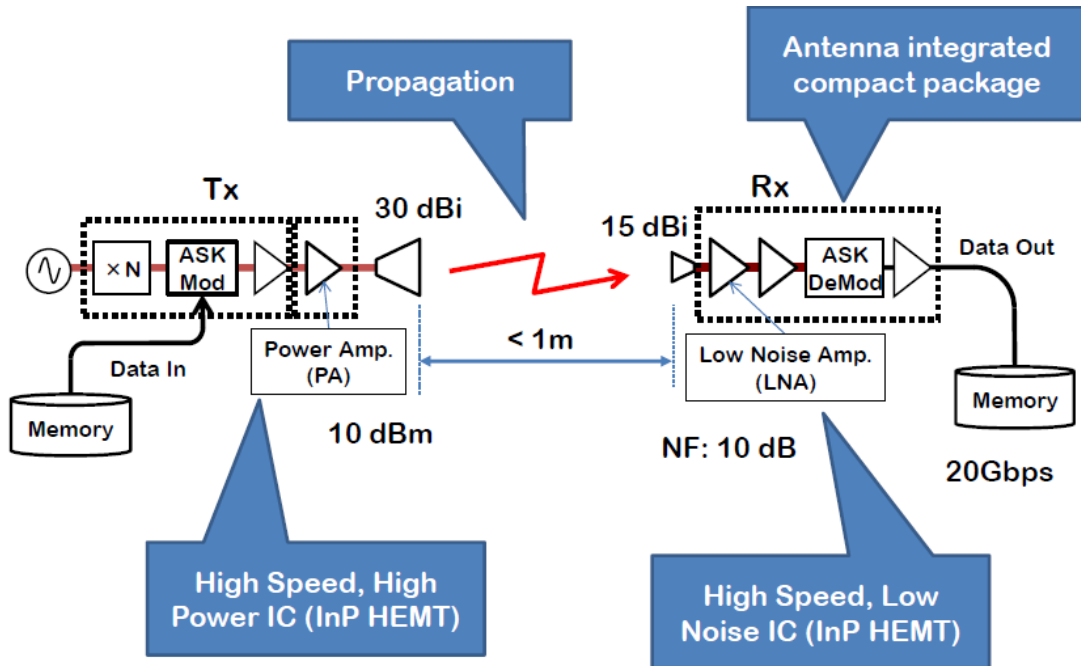 Propagation
Antenna integrated
compact package
Tx
Rx
30 dBi
15 dBi
× N
ASK
Mod
ASK
DeMod
Data Out
Data In
Power Amp.
(PA)
< 1m
Low Noise Amp.
(LNA)
Memory
Memory
10 dBm
NF: 10 dB
20Gbps
High Speed, High
Power IC (InP HEMT)
High Speed, Low
Noise IC (InP HEMT)